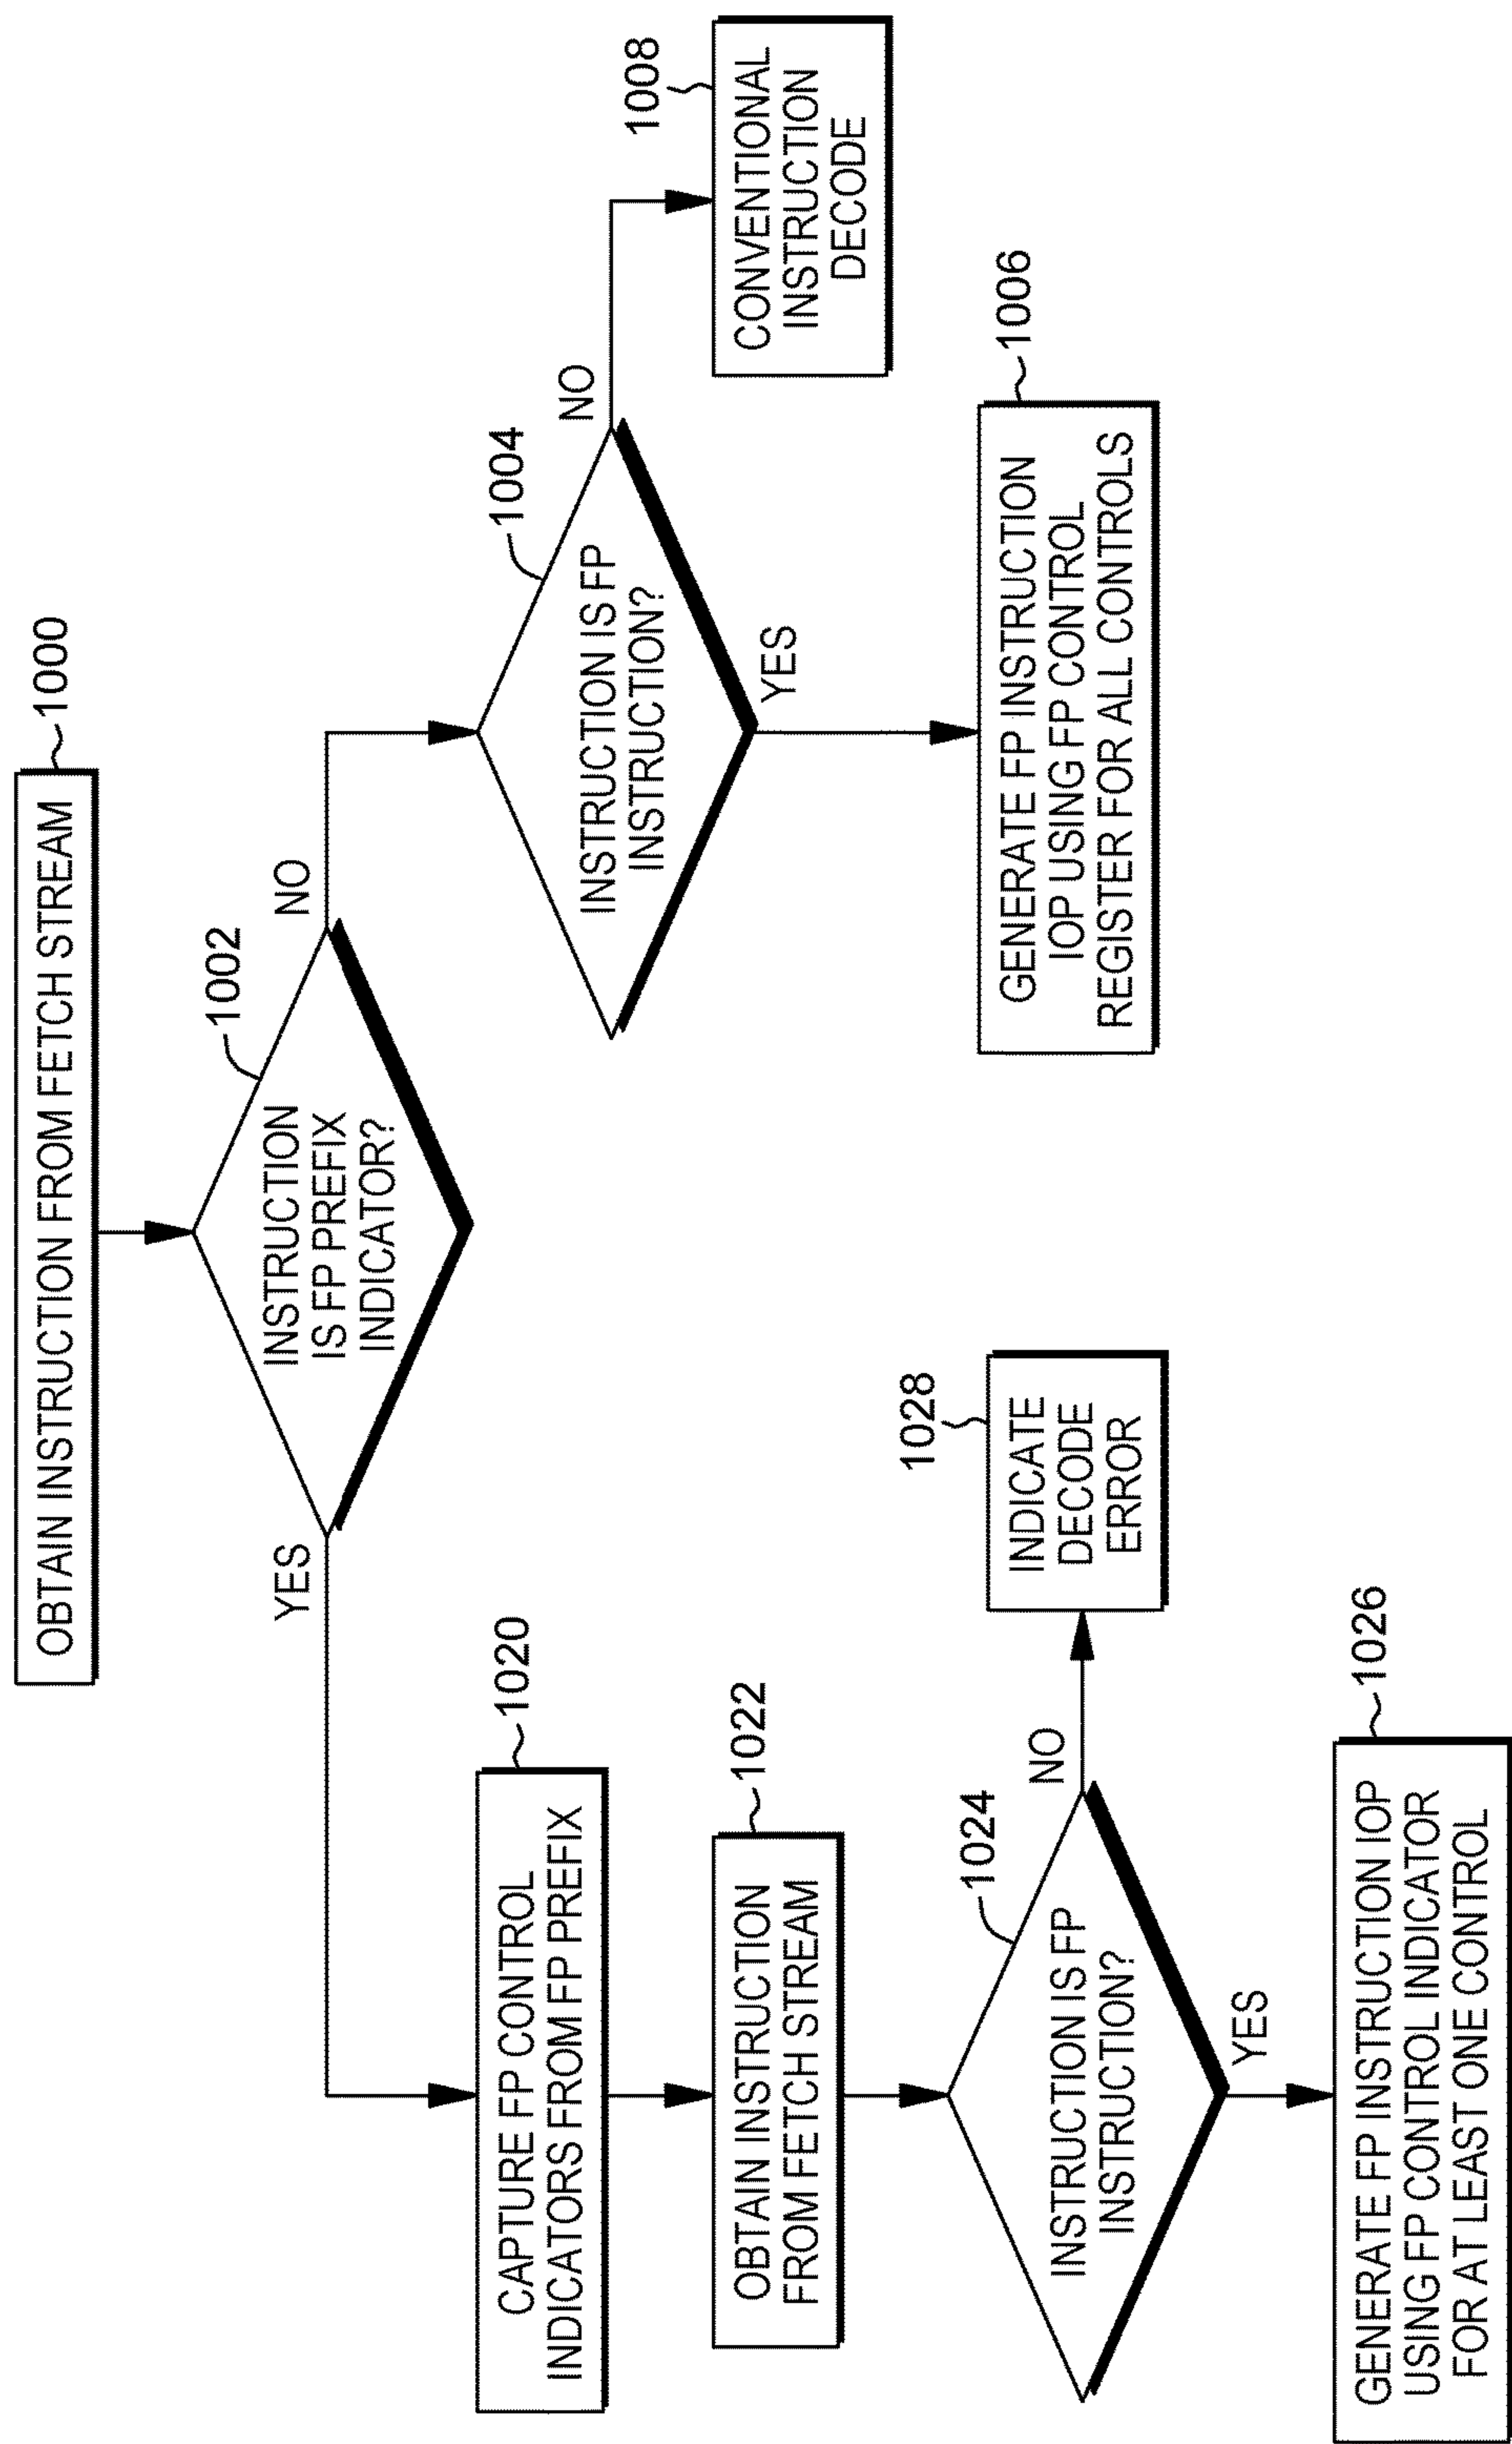 OBTAIN INSTRUCTION FROM FETCH STREAM
1000
INSTRUCTION
IS FP PREFIX
INDICATOR?
1002
YES
NO
CAPTURE FP CONTROL
INDICATORS FROM FP PREFIX
1020
OBTAIN INSTRUCTION
FROM FETCH STREAM
1022
INSTRUCTION IS FP
INSTRUCTION?
1024
NO
INDICATE
DECODE
ERROR
1028
YES
GENERATE FP INSTRUCTION IOP
USING FP CONTROL INDICATOR
FOR AT LEAST ONE CONTROL
1026
INSTRUCTION IS FP
INSTRUCTION?
1004
NO
CONVENTIONAL
INSTRUCTION
DECODE
1008
YES
GENERATE FP INSTRUCTION
IOP USING FP CONTROL
REGISTER FOR ALL CONTROLS
1006